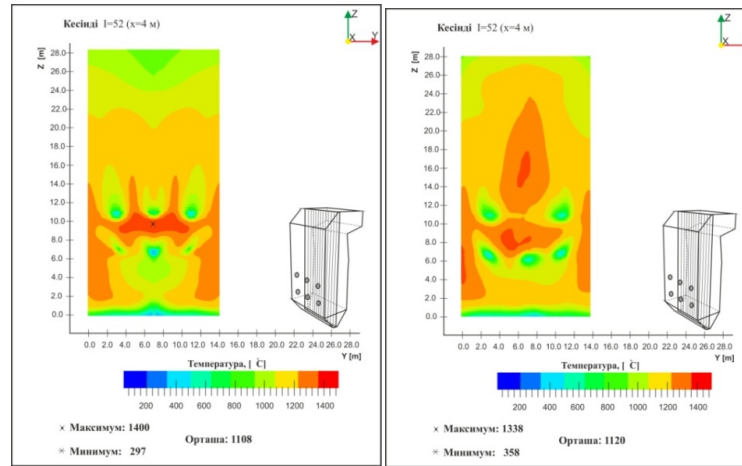 Кесінді I=52 (x=4 м)
Z
X
Y
Z [m]
28.0
26.0
24.0
22.0
20.0
18.0
16.0
14.0
12.0
10.0
8.0
6.0
4.0
2.0
0.0
0.0 2.0 4.0 6.0 8.0 10.0 12.0 14.0 16.0 18.0 20.0 22.0 24.0 26.0 28.0
Y [m]
Температура, [ °C]
200 400 600 800 1000 1200 1400
× Максимум: 1400
Орташа: 1108
Минимум: 297
Кесінді I=52 (x=4 м)
Z
X
Z [m]
28.0
26.0
24.0
22.0
20.0
18.0
16.0
14.0
12.0
10.0
8.0
6.0
4.0
2.0
0.0
0.0 2.0 4.0 6.0 8.0 10.0 12.0 14.0 16.0 18.0 20.0 22.0 24.0 26.0 28.0
Y [m]
Температура, [ °C]
200 400 600 800 1000 1200 1400
× Максимум: 1338
Орташа: 1120
Минимум: 358